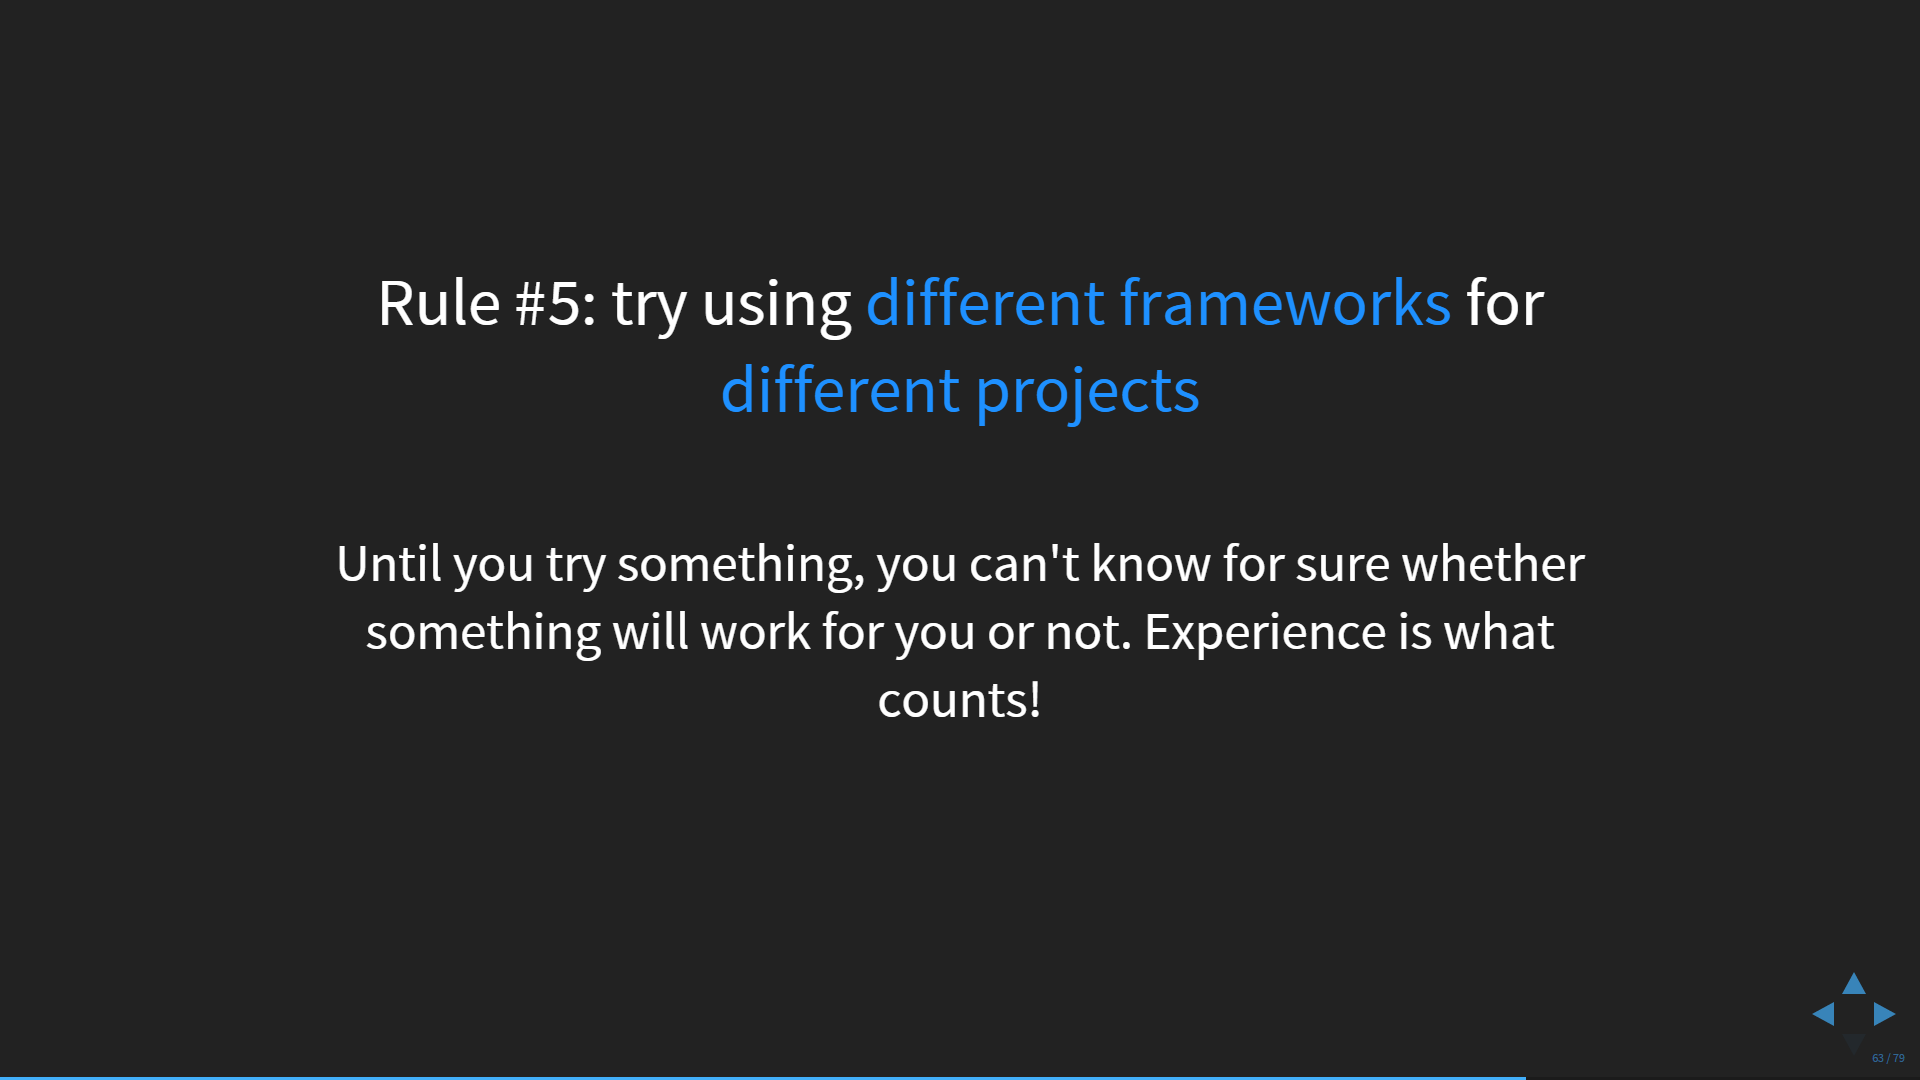 Rule #5: try using different frameworks for
different projects
Until you try something, you can't know for sure whether
something will work for you or not. Experience is what
counts!
63 / 79